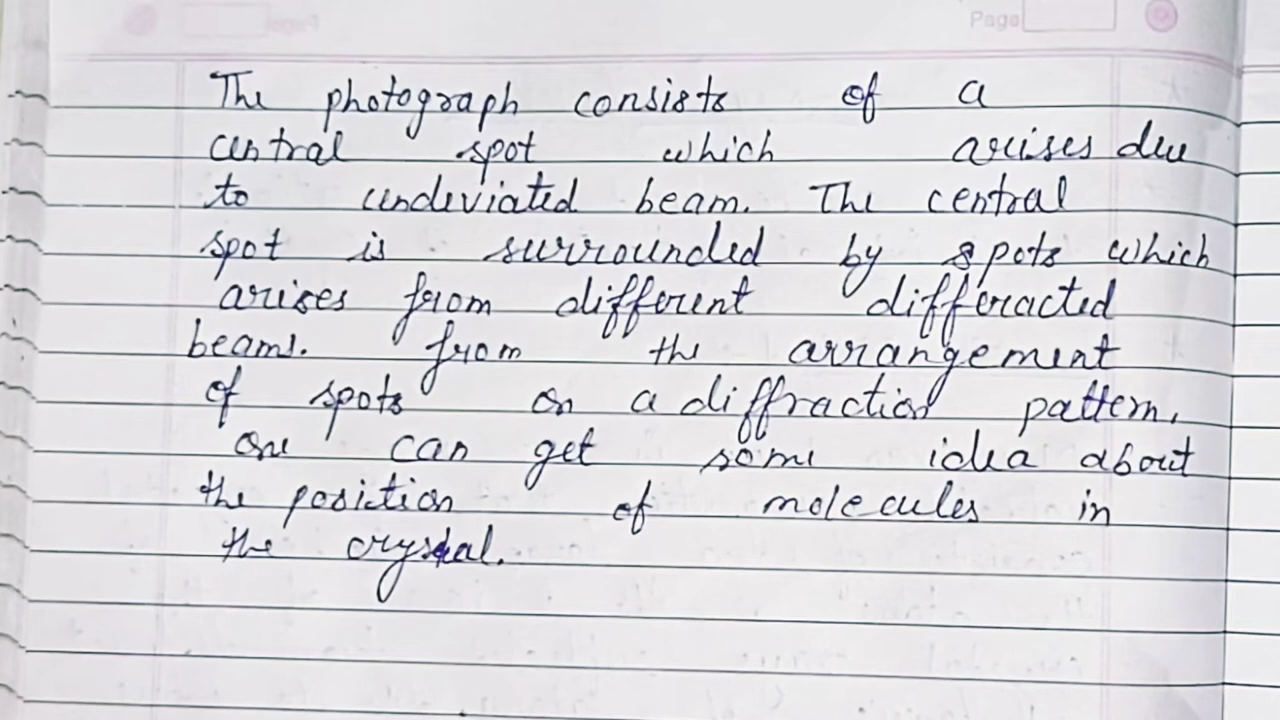 Page
The photograph consists of a
central spot which arises due
to undeviated beam. The central
spot is surrounded by spots which
arises from different differacted
beams. from the arrangement
of spots on a diffraction pattern,
one can get some idea about
the position of molecules in
the crystal.